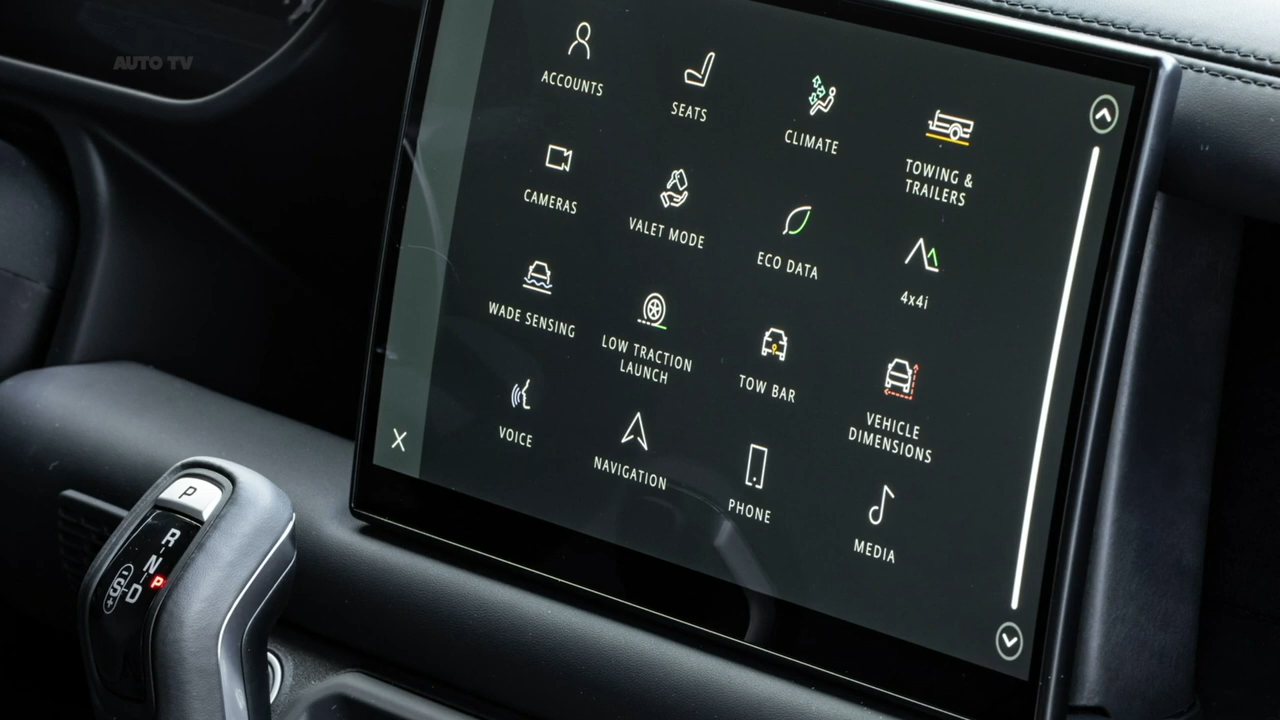 AUTO TV
ACCOUNTS
SEATS
CLIMATE
TOWING &
TRAILERS
CAMERAS
VALET MODE
ECO DATA
4x4i
WADE SENSING
LOW TRACTION
LAUNCH
TOW BAR
VEHICLE
DIMENSIONS
VOICE
NAVIGATION
PHONE
MEDIA
P
R
N
D
S
P